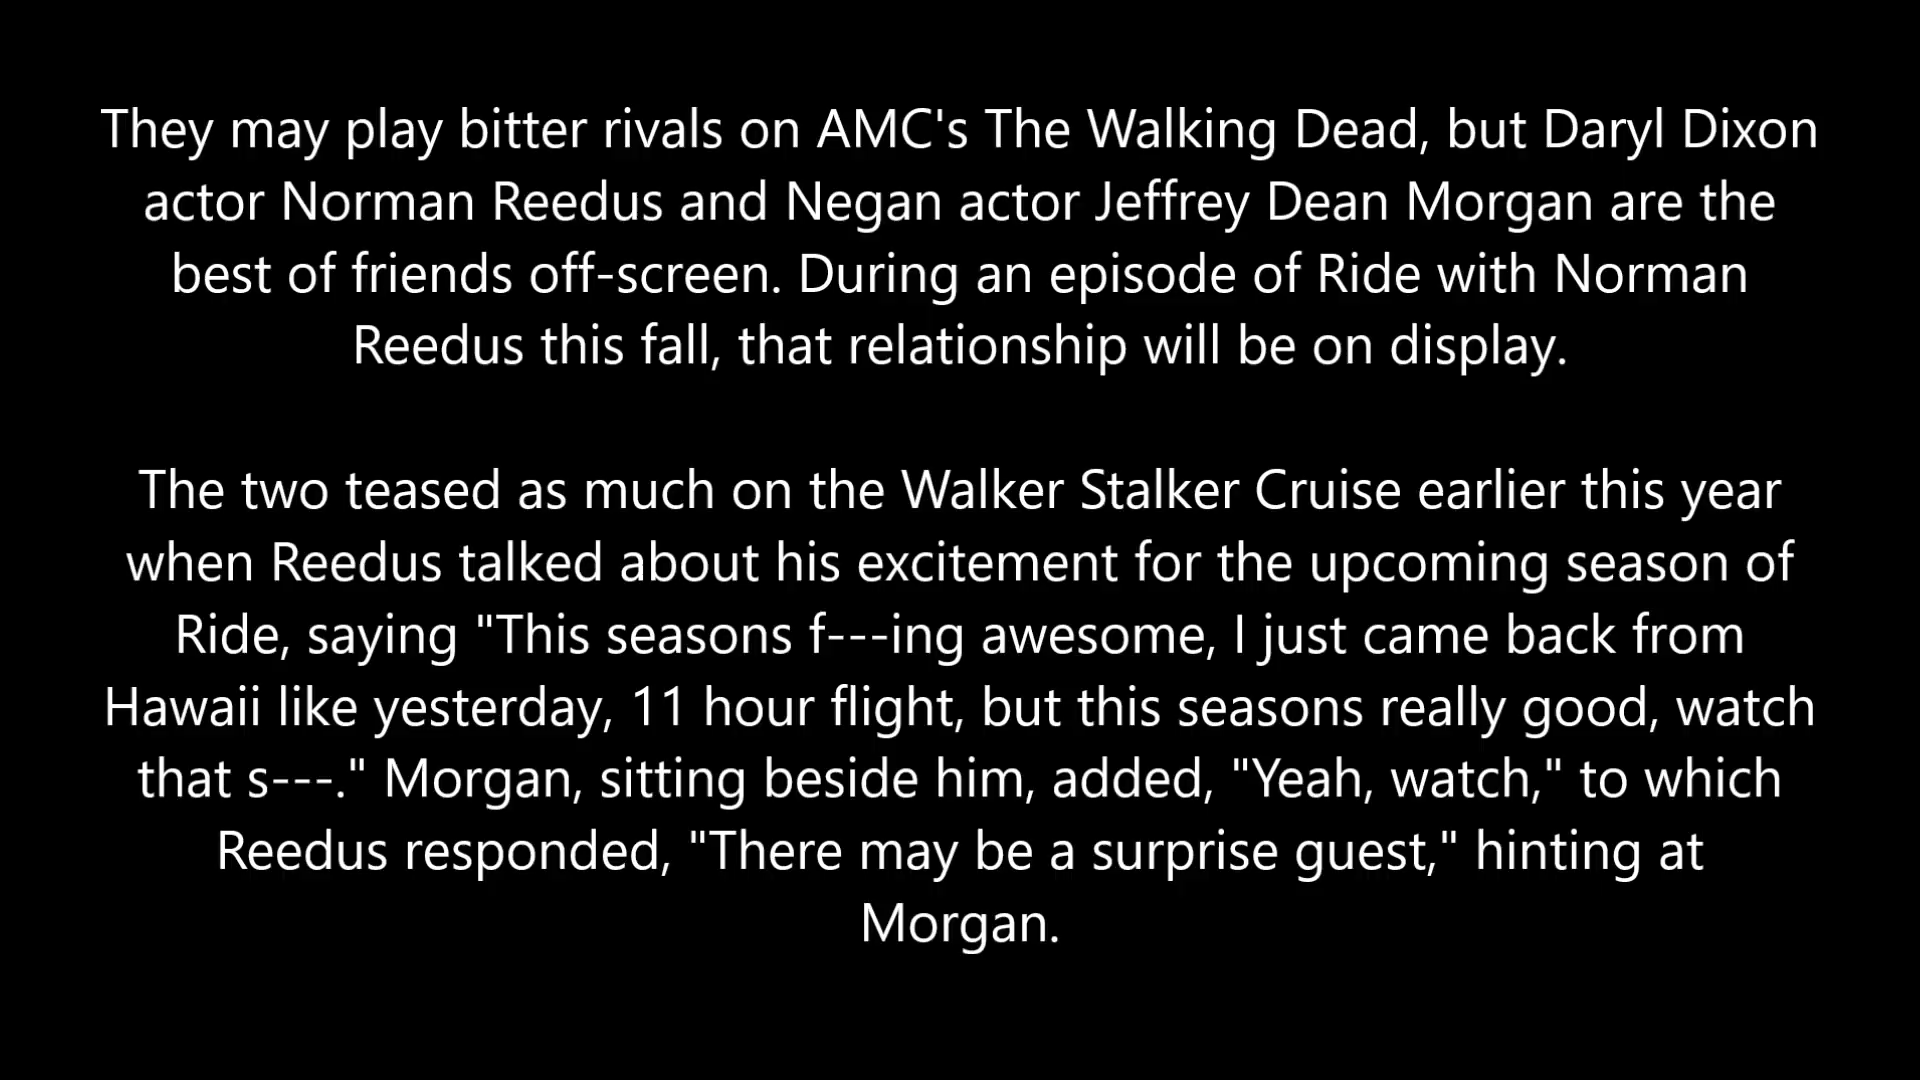 They may play bitter rivals on AMC's The Walking Dead, but Daryl Dixon
actor Norman Reedus and Negan actor Jeffrey Dean Morgan are the
best of friends off-screen. During an episode of Ride with Norman
Reedus this fall, that relationship will be on display.
The two teased as much on the Walker Stalker Cruise earlier this year
when Reedus talked about his excitement for the upcoming season of
Ride, saying "This seasons f---ing awesome, I just came back from
Hawaii like yesterday, 11 hour flight, but this seasons really good, watch
that s---." Morgan, sitting beside him, added, "Yeah, watch," to which
Reedus responded, "There may be a surprise guest," hinting at
Morgan.